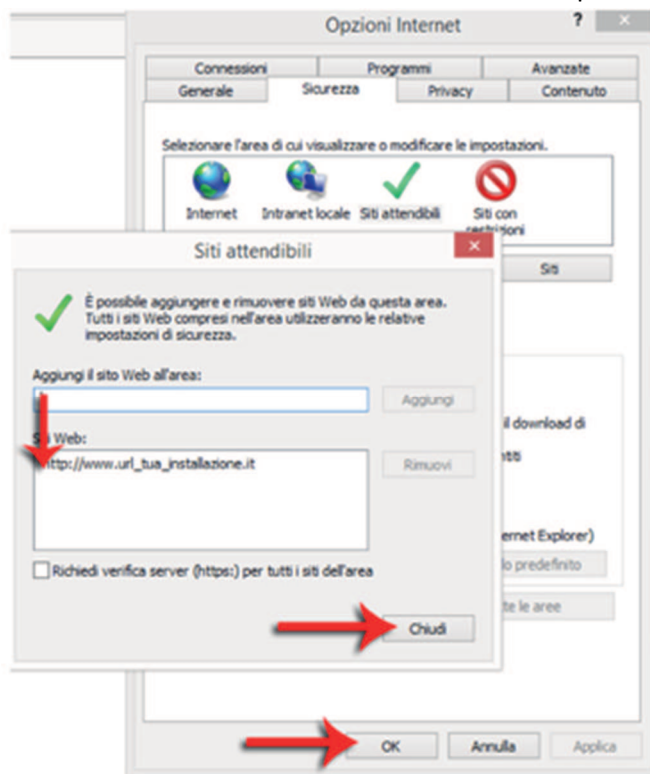 Opzioni Internet
?
Connessioni Programmi Avanzate
Generale Sicurezza Privacy Contenuto
Selezionare l'area di cui visualizzare o modificare le impostazioni.
Internet Intranet locale Siti attendibili Siti con
restrizioni
Siti attendibili
Siti
È possibile aggiungere e rimuovere siti Web da questa area.
Tutti i siti Web compresi nell'area utilizzeranno le relative
impostazioni di sicurezza.
Aggiungi il sito Web all'area:
Aggiungi
il download di
Web:
http://www.url_tua_installazione.it
Rimuovi
Richiedi verifica server (https:) per tutti i siti dell'area
ernet Explorer)
lo predefinito
te le aree
Chiudi
OK Annulla Applica